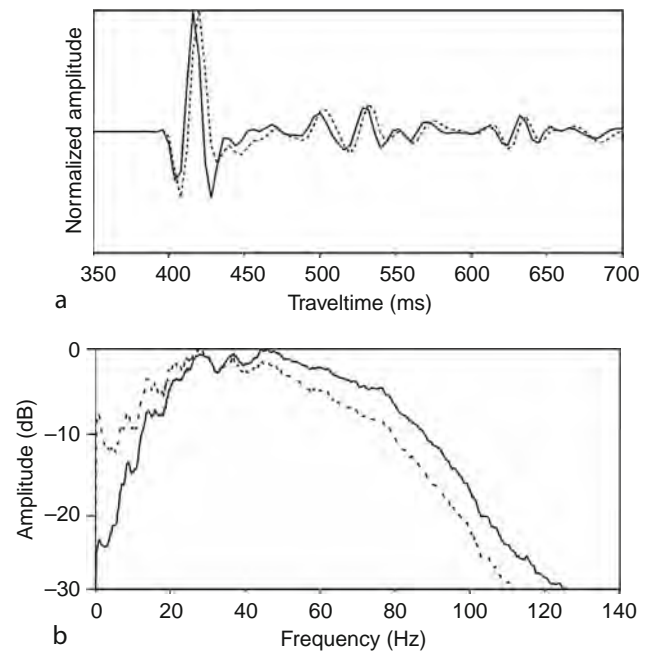 Normalized amplitude
350 400 450 500 550 600 650 700
a
Traveltime (ms)
0
–10
–20
–30
Amplitude (dB)
0 20 40 60 80 100 120 140
b
Frequency (Hz)